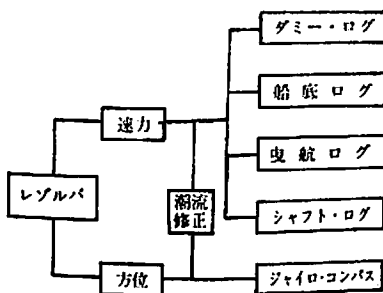 ダミー・ログ
船底ログ
速力
曳航ログ
レゾルバ
潮流
修正
シャフト・ログ
方位
ジャイロ・コンパス